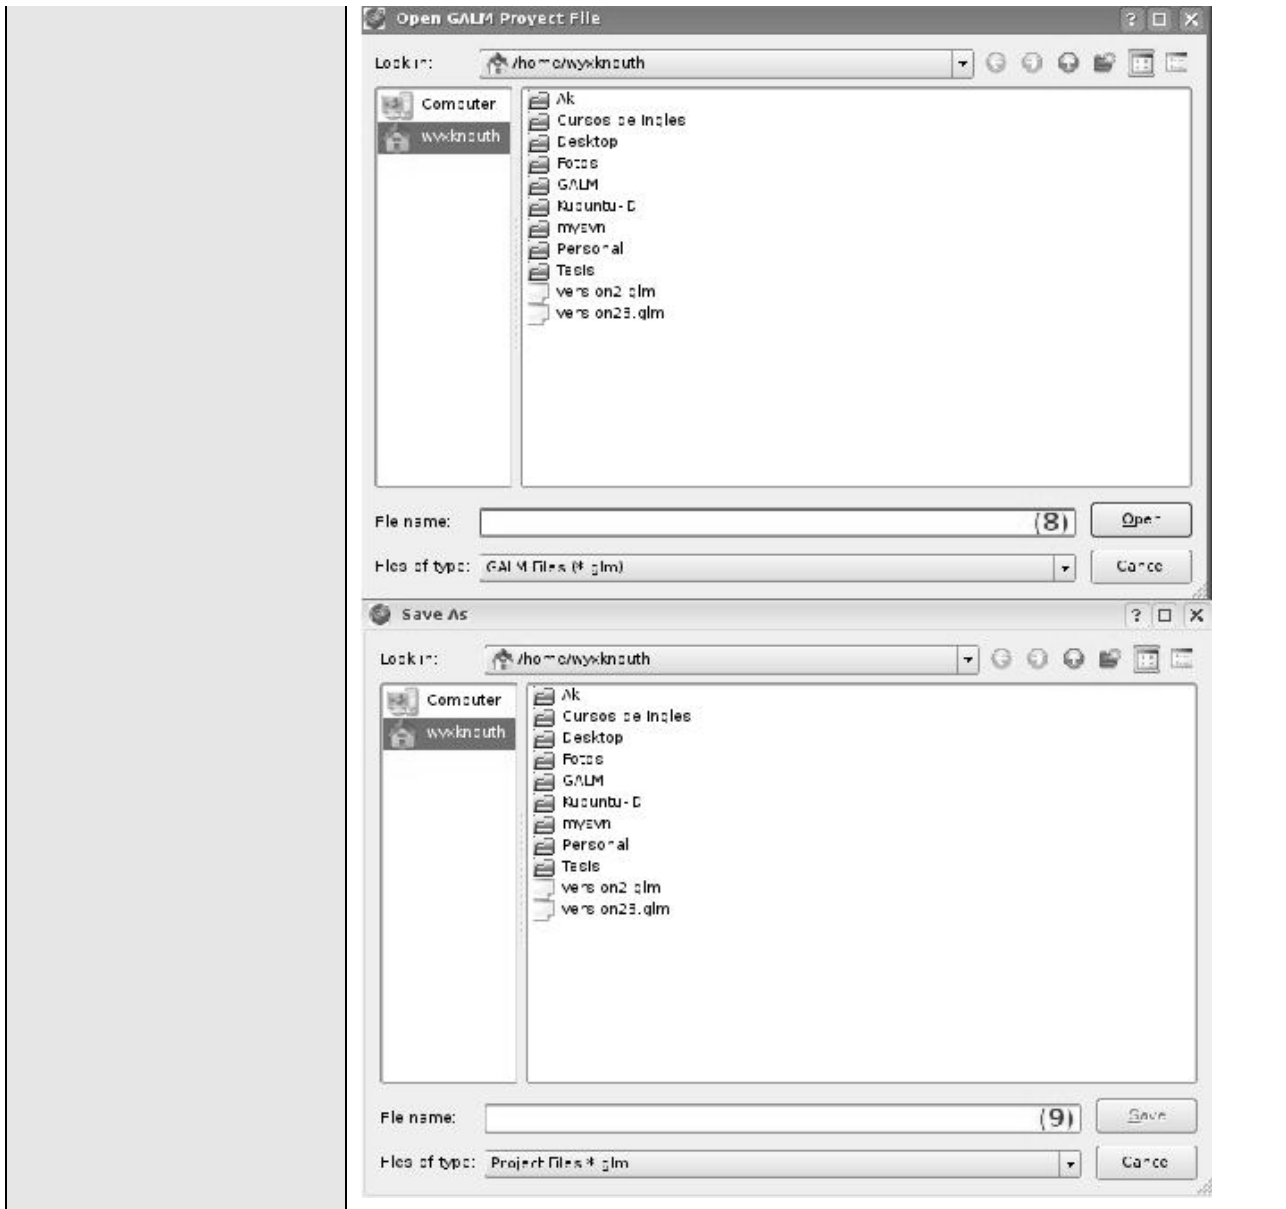 Open GALM Proyect File
Look in: /home/wyxknouth
Computer
wyxknouth
Ak
Cursos de Ingles
Desktop
Fotos
GALM
Kubuntu-D
mysvn
Personal
Tesis
version2.glm
version23.glm
File name: (8) Open
Files of type: GALM Files (*.glm) Cancel
Save As
Look in: /home/wyxknouth
Computer
wyxknouth
Ak
Cursos de Ingles
Desktop
Fotos
GALM
Kubuntu-D
mysvn
Personal
Tesis
version2.glm
version23.glm
File name: (9) Save
Files of type: Project Files *.glm Cancel